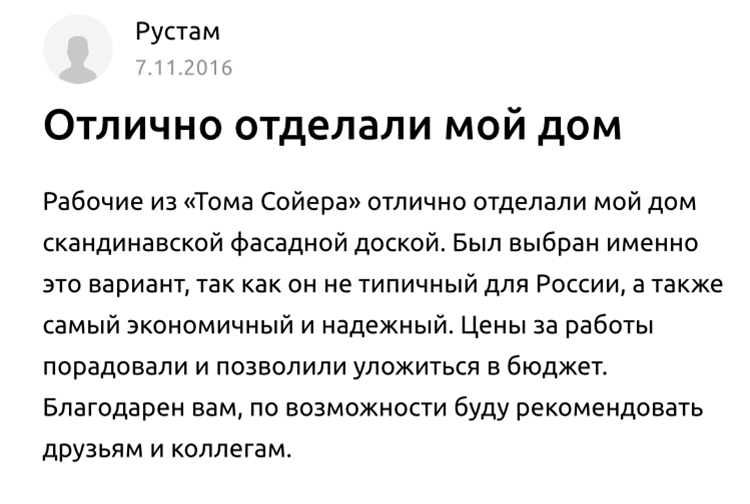 Рустам
7.11.2016
Отлично отделали мой дом
Рабочие из «Тома Сойера» отлично отделали мой дом
скандинавской фасадной доской. Был выбран именно
это вариант, так как он не типичный для России, а также
самый экономичный и надежный. Цены за работы
порадовали и позволили уложиться в бюджет.
Благодарен вам, по возможности буду рекомендовать
друзьям и коллегам.